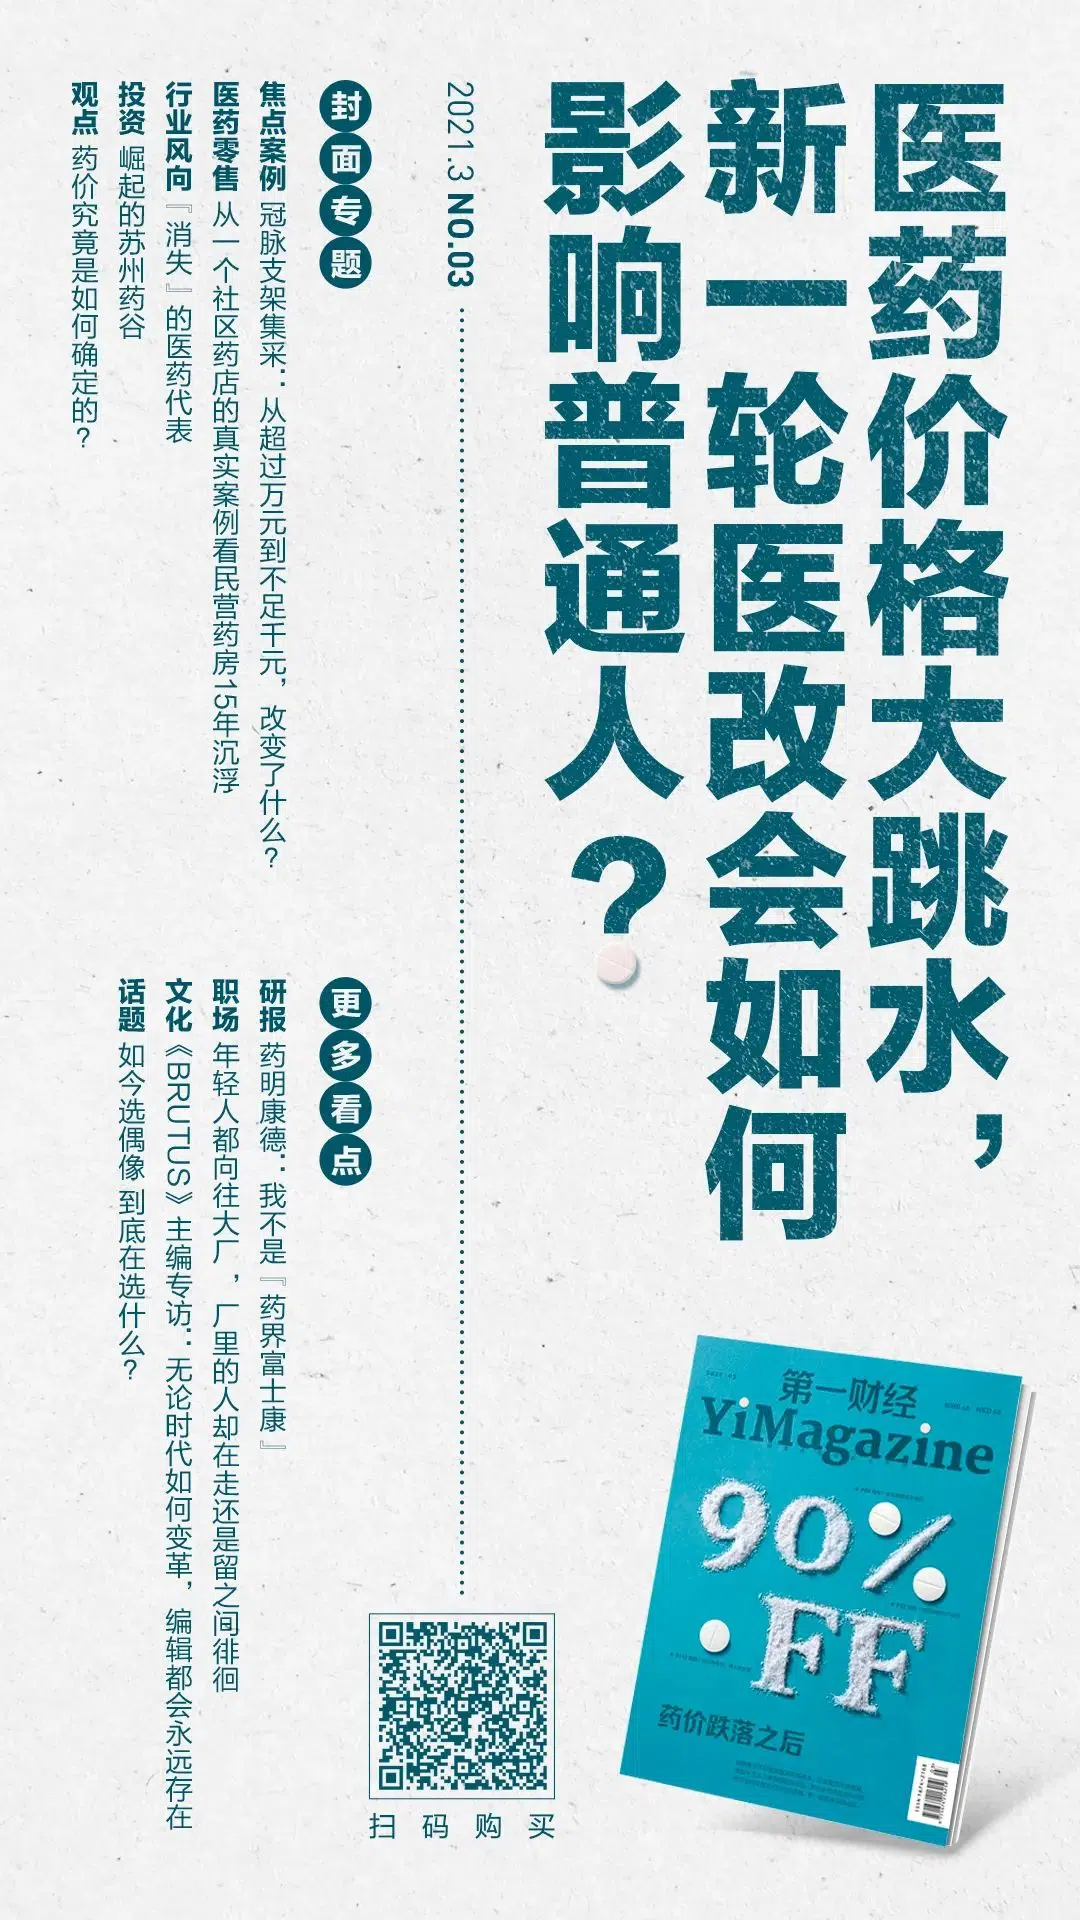 医药价格大跳水，
新一轮医改会如何
影响普通人？
2021.3 NO.03
封面专题
焦点案例 冠脉支架集采：从超过万元到不足千元，改变了什么？
医药零售 从一个社区药店的真实案例看民营药房15年沉浮
行业风向 『消失』的医药代表
投资 崛起的苏州药谷
观点 药价究竟是如何确定的？
更多看点
研报 药明康德：我不是『药界富士康』
职场 年轻人都向往大厂，厂里的人却在走还是留之间徘徊
文化 《BRUTUS》主编专访：无论时代如何变革，编辑都会永远存在
话题 如今选偶像 到底在选什么？
第一财经
YiMagazine
90%
FF
药价跌落之后
扫码购买